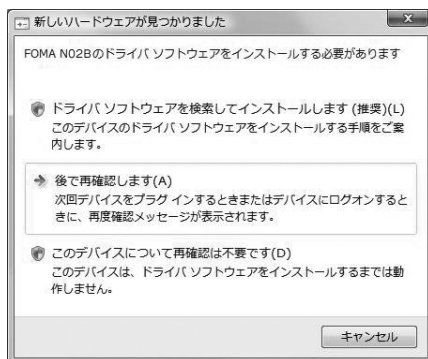 新しいハードウェアが見つかりました
FOMA N02Bのドライバ ソフトウェアをインストールする必要があります
ドライバ ソフトウェアを検索してインストールします (推奨)(L)
このデバイスのドライバ ソフトウェアをインストールする手順をご案
内します。
後で再確認します(A)
次回デバイスをプラグ インするときまたはデバイスにログオンすると
きに、再度確認メッセージが表示されます。
このデバイスについて再確認は不要です(D)
このデバイスは、ドライバ ソフトウェアをインストールするまでは動
作しません。
キャンセル